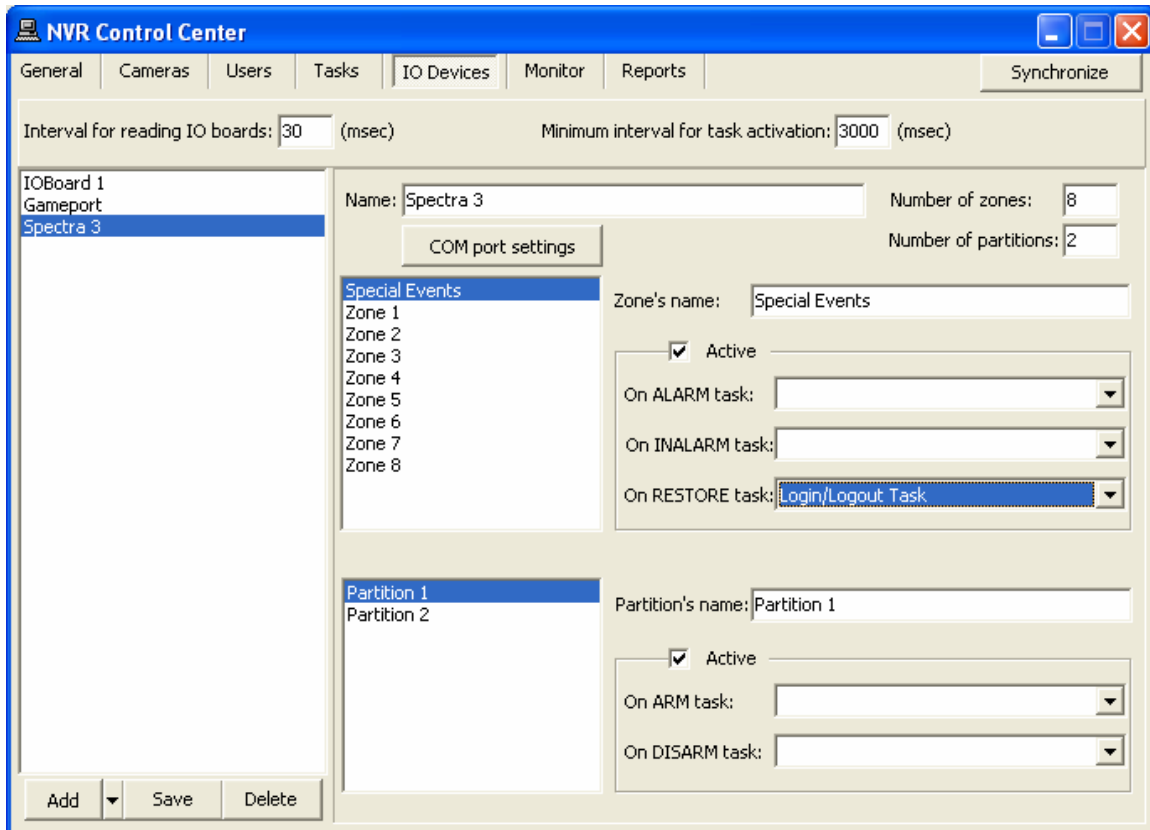 NVR Control Center
General Cameras Users Tasks IO Devices Monitor Reports Synchronize
Interval for reading IO boards: 30 (msec) Minimum interval for task activation: 3000 (msec)
IOBoard 1
Gameport
Spectra 3
Name: Spectra 3 Number of zones: 8
COM port settings Number of partitions: 2
Special Events
Zone 1
Zone 2
Zone 3
Zone 4
Zone 5
Zone 6
Zone 7
Zone 8
Zone's name: Special Events
Active
On ALARM task:
On INALARM task:
On RESTORE task: Login/Logout Task
Partition 1
Partition 2
Partition's name: Partition 1
Active
On ARM task:
On DISARM task:
Add Save Delete